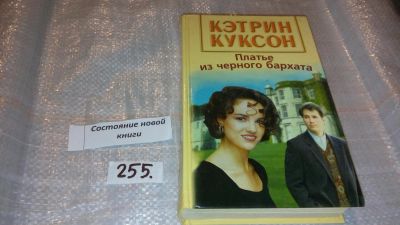 КЭТРИН
КУКСОН
Платье
из черного бархата
Состояние новой
книги
255.